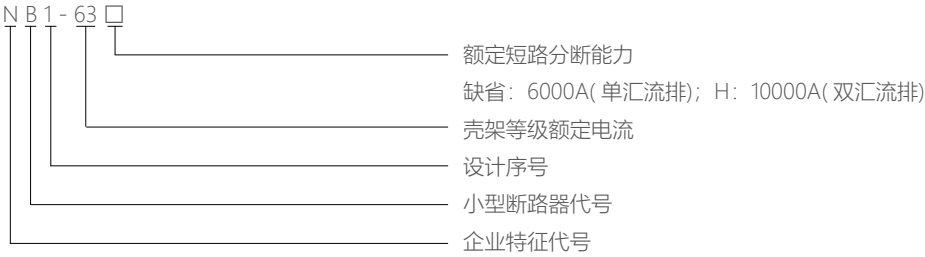 NB1-63□
额定短路分断能力
缺省：6000A(单汇流排)；H：10000A(双汇流排)
壳架等级额定电流
设计序号
小型断路器代号
企业特征代号